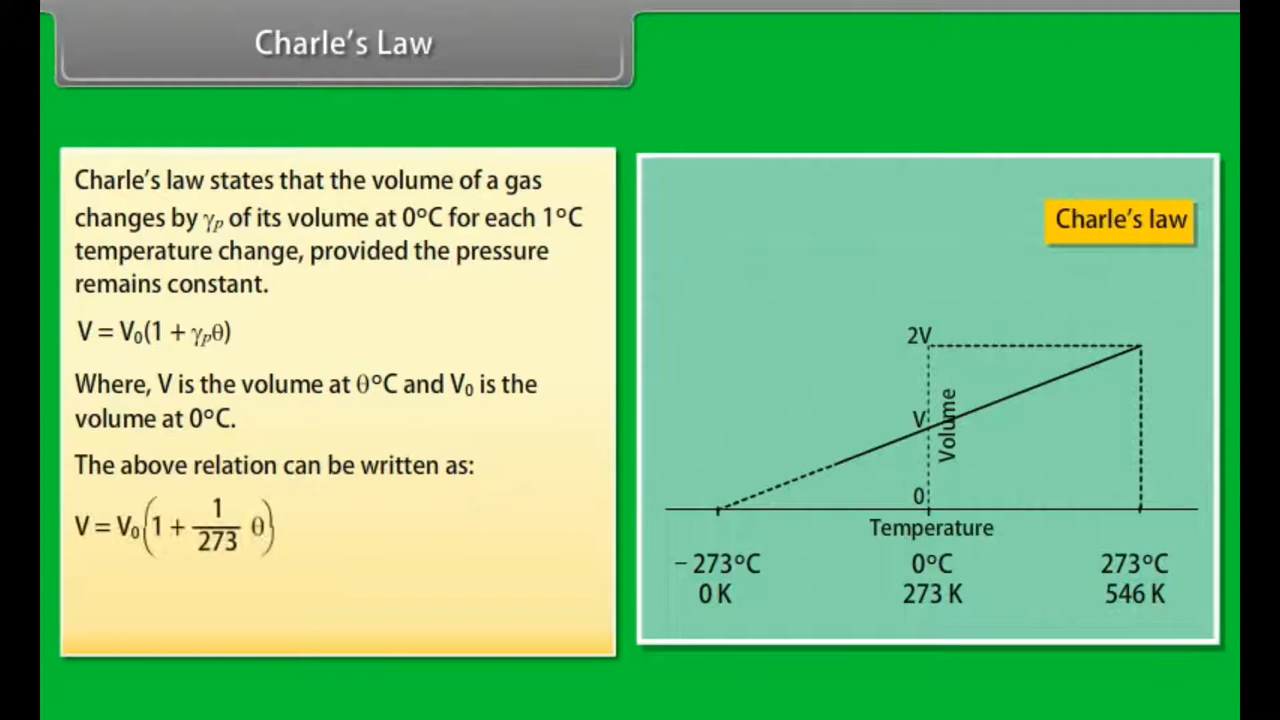 Charle's Law
Charle's law states that the volume of a gas
changes by γₚ of its volume at 0°C for each 1°C
temperature change, provided the pressure
remains constant.
V = V₀(1 + γₚθ)
Where, V is the volume at θ°C and V₀ is the
volume at 0°C.
The above relation can be written as:
V = V₀(1 + 1/273 θ)
Charle's law
2V
V
Volume
0
Temperature
– 273°C 0°C 273°C
0 K 273 K 546 K